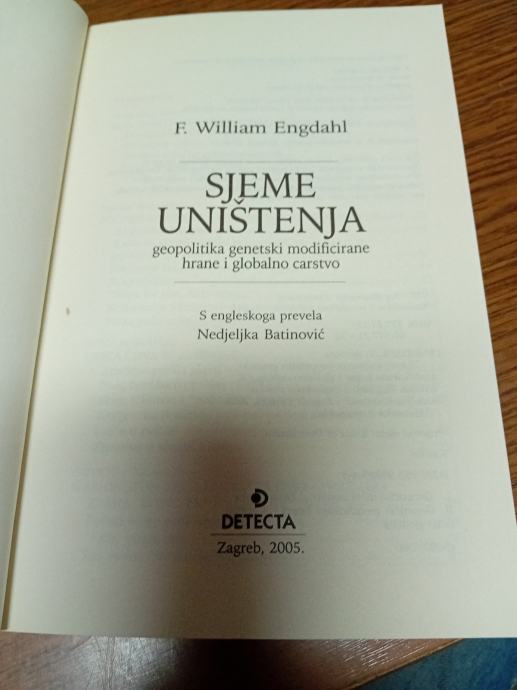 F. William Engdahl
SJEME
UNIŠTENJA
geopolitika genetski modificirane
hrane i globalno carstvo
S engleskoga prevela
Nedjeljka Batinović
DETECTA
Zagreb, 2005.